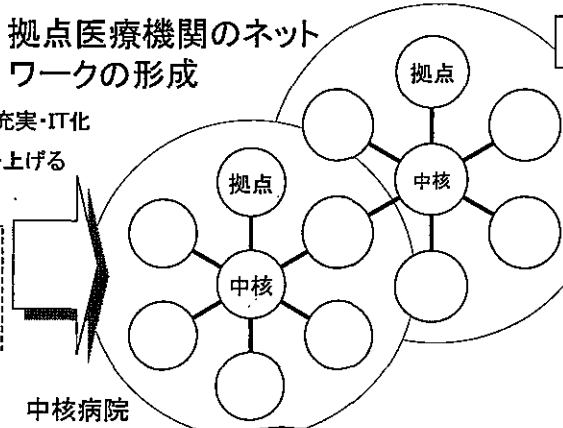 拠点医療機関のネット
ワークの形成
充実・IT化
上げる
拠点
中核
拠点
中核
中核病院